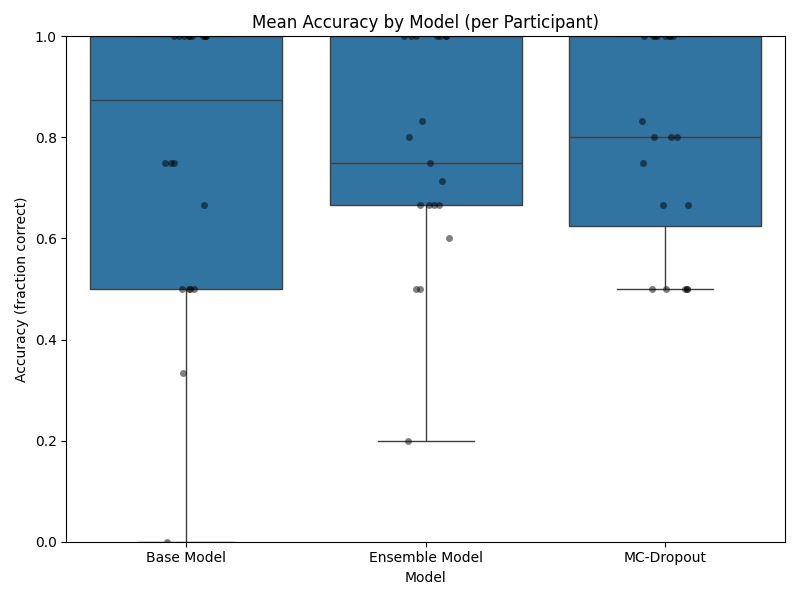 Mean Accuracy by Model (per Participant)
1.0
0.8
0.6
0.4
0.2
0.0
Accuracy (fraction correct)
Base Model
Ensemble Model
MC-Dropout
Model